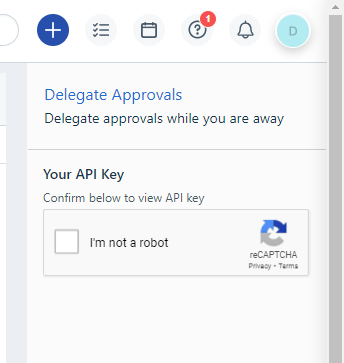 1
D
Delegate Approvals
Delegate approvals while you are away
Your API Key
Confirm below to view API key
I'm not a robot
reCAPTCHA
Privacy - Terms